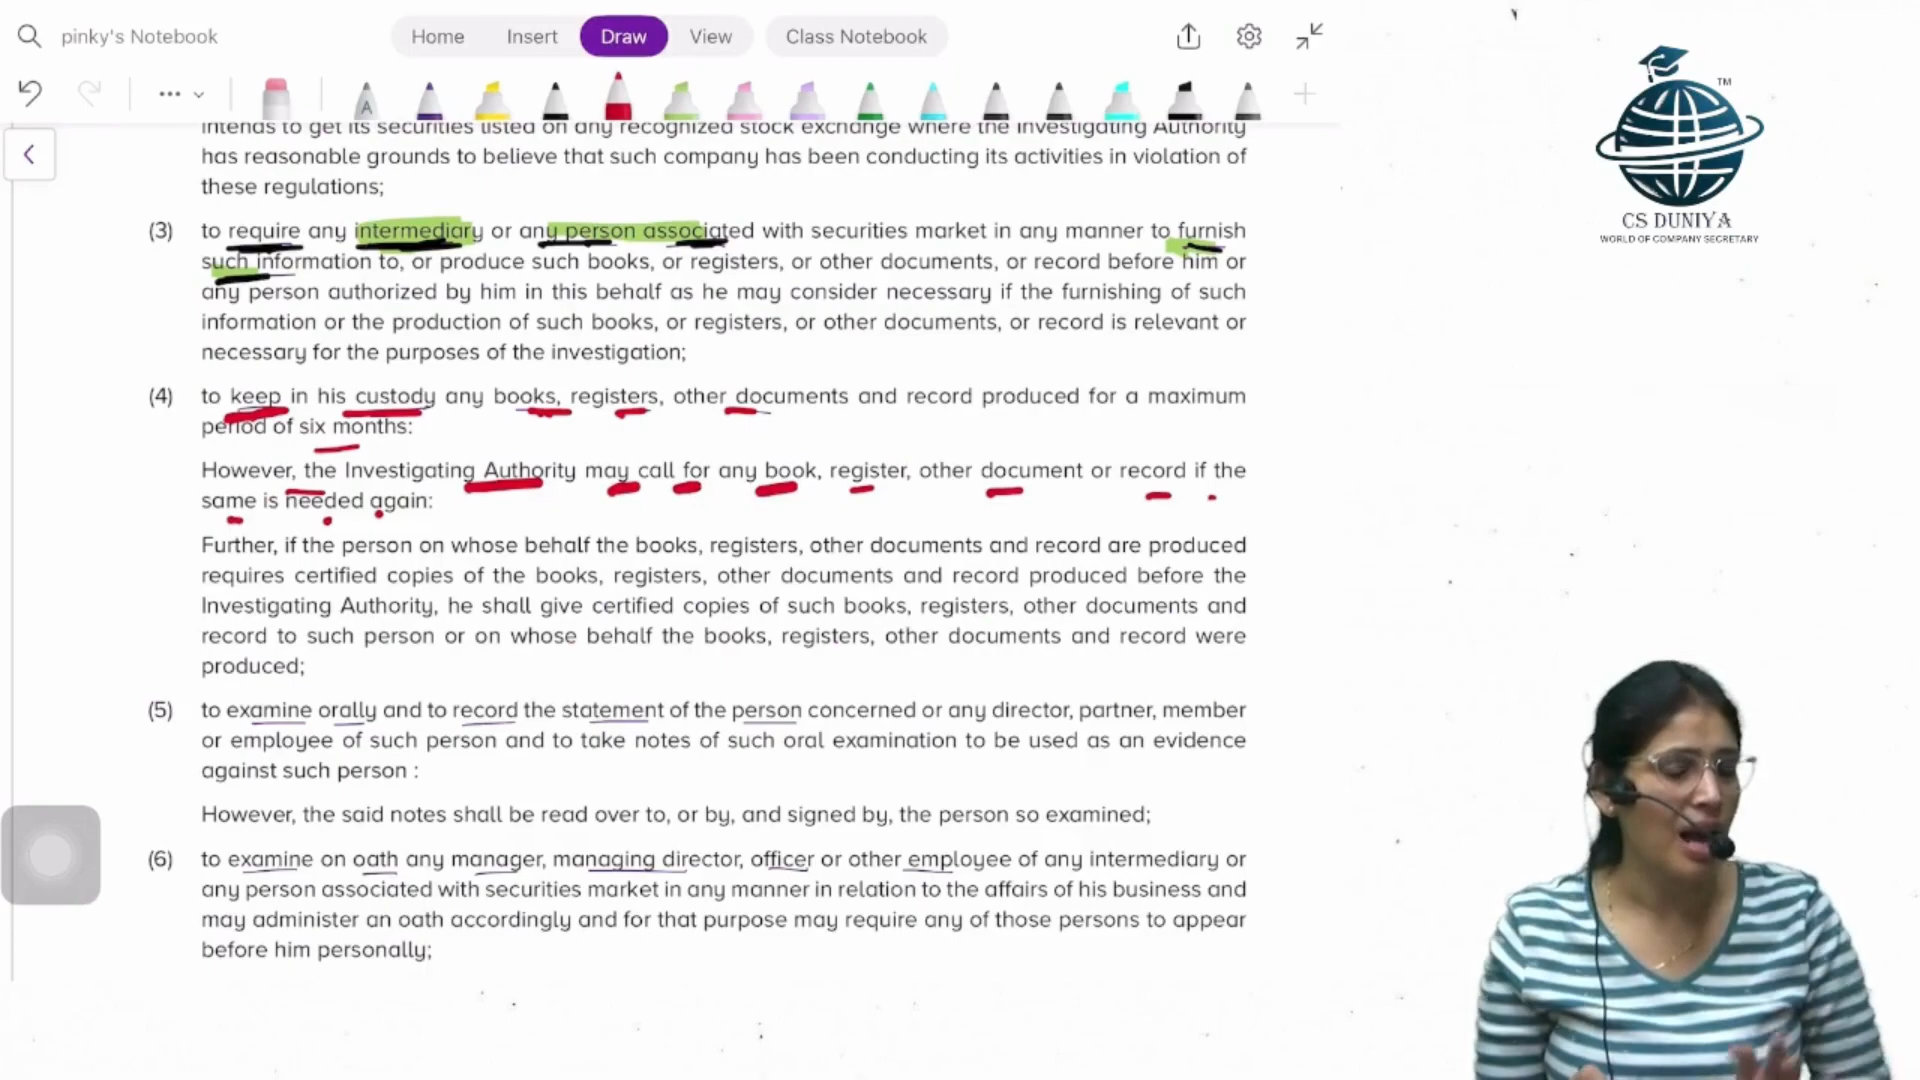 pinky's Notebook
Home
Insert
Draw
View
Class Notebook
A
TM
CS DUNIYA
WORLD OF COMPANY SECRETARY
intends to get its securities listed on any recognized stock exchange where the Investigating Authority
has reasonable grounds to believe that such company has been conducting its activities in violation of
these regulations;
(3) to require any intermediary or any person associated with securities market in any manner to furnish
such information to, or produce such books, or registers, or other documents, or record before him or
any person authorized by him in this behalf as he may consider necessary if the furnishing of such
information or the production of such books, or registers, or other documents, or record is relevant or
necessary for the purposes of the investigation;
(4) to keep in his custody any books, registers, other documents and record produced for a maximum
period of six months:
However, the Investigating Authority may call for any book, register, other document or record if the
same is needed again:
Further, if the person on whose behalf the books, registers, other documents and record are produced
requires certified copies of the books, registers, other documents and record produced before the
Investigating Authority, he shall give certified copies of such books, registers, other documents and
record to such person or on whose behalf the books, registers, other documents and record were
produced;
(5) to examine orally and to record the statement of the person concerned or any director, partner, member
or employee of such person and to take notes of such oral examination to be used as an evidence
against such person :
However, the said notes shall be read over to, or by, and signed by, the person so examined;
(6) to examine on oath any manager, managing director, officer or other employee of any intermediary or
any person associated with securities market in any manner in relation to the affairs of his business and
may administer an oath accordingly and for that purpose may require any of those persons to appear
before him personally;